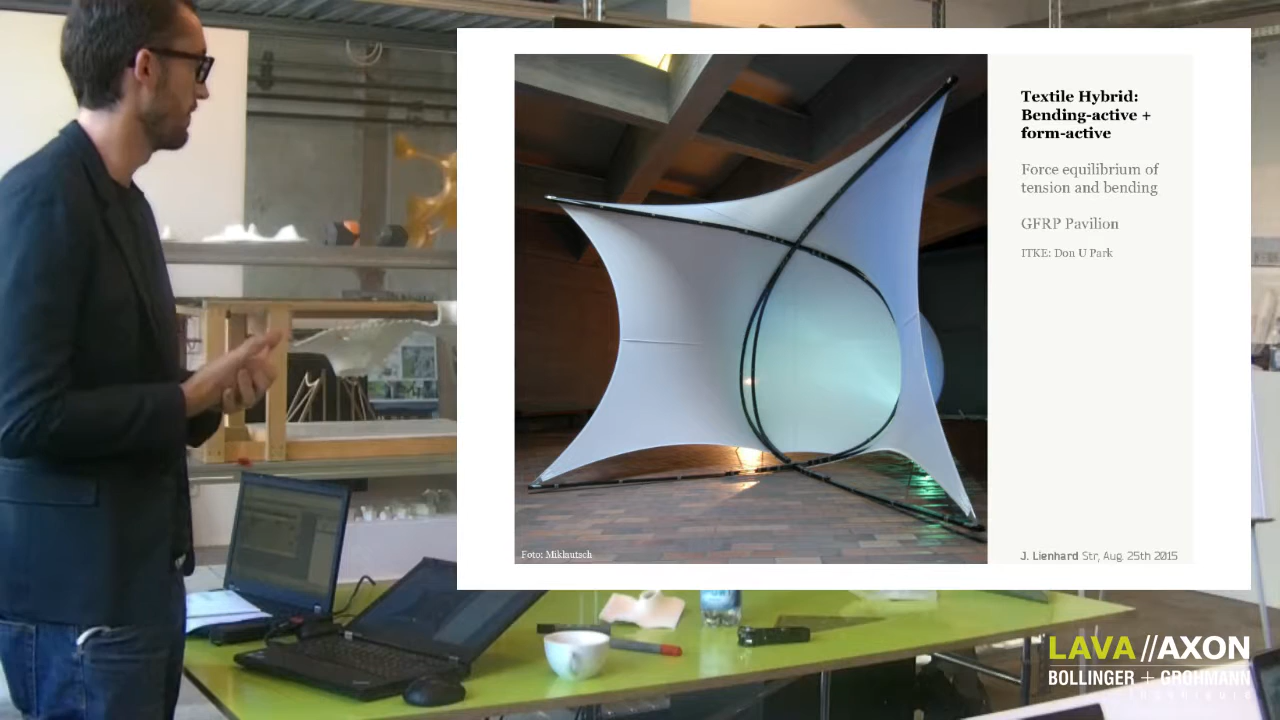 Textile Hybrid:
Bending-active +
form-active
Force equilibrium of
tension and bending
GFRP Pavilion
ITKE: Don U Park
Foto: Miklautsch
J. Lienhard Str, Aug. 25th 2015
LAVA //AXON
BOLLINGER + GROHMANN